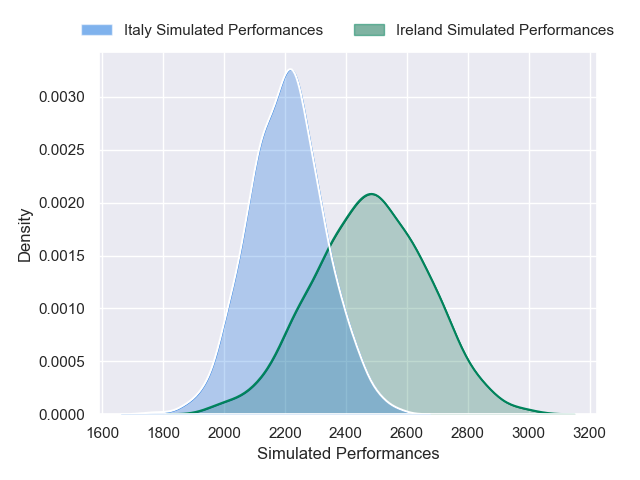 Italy Simulated Performances Ireland Simulated Performances
0.0030
0.0025
0.0020
0.0015
0.0010
0.0005
0.0000
Density
1600 1800 2000 2200 2400 2600 2800 3000 3200
Simulated Performances